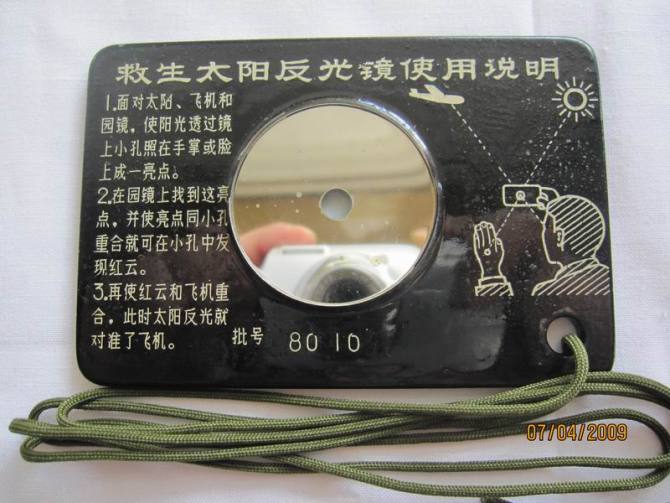 救生太阳反光镜使用说明
1.面对太阳、飞机和
园镜，使阳光透过镜
上小孔照在手掌或脸
上成一亮点。
2.在园镜上找到这亮
点，并使亮点同小孔
重合就可在小孔中发
现红云。
3.再使红云和飞机重
合，此时太阳反光就
对准了飞机。
批号 80 10
07/04/2009